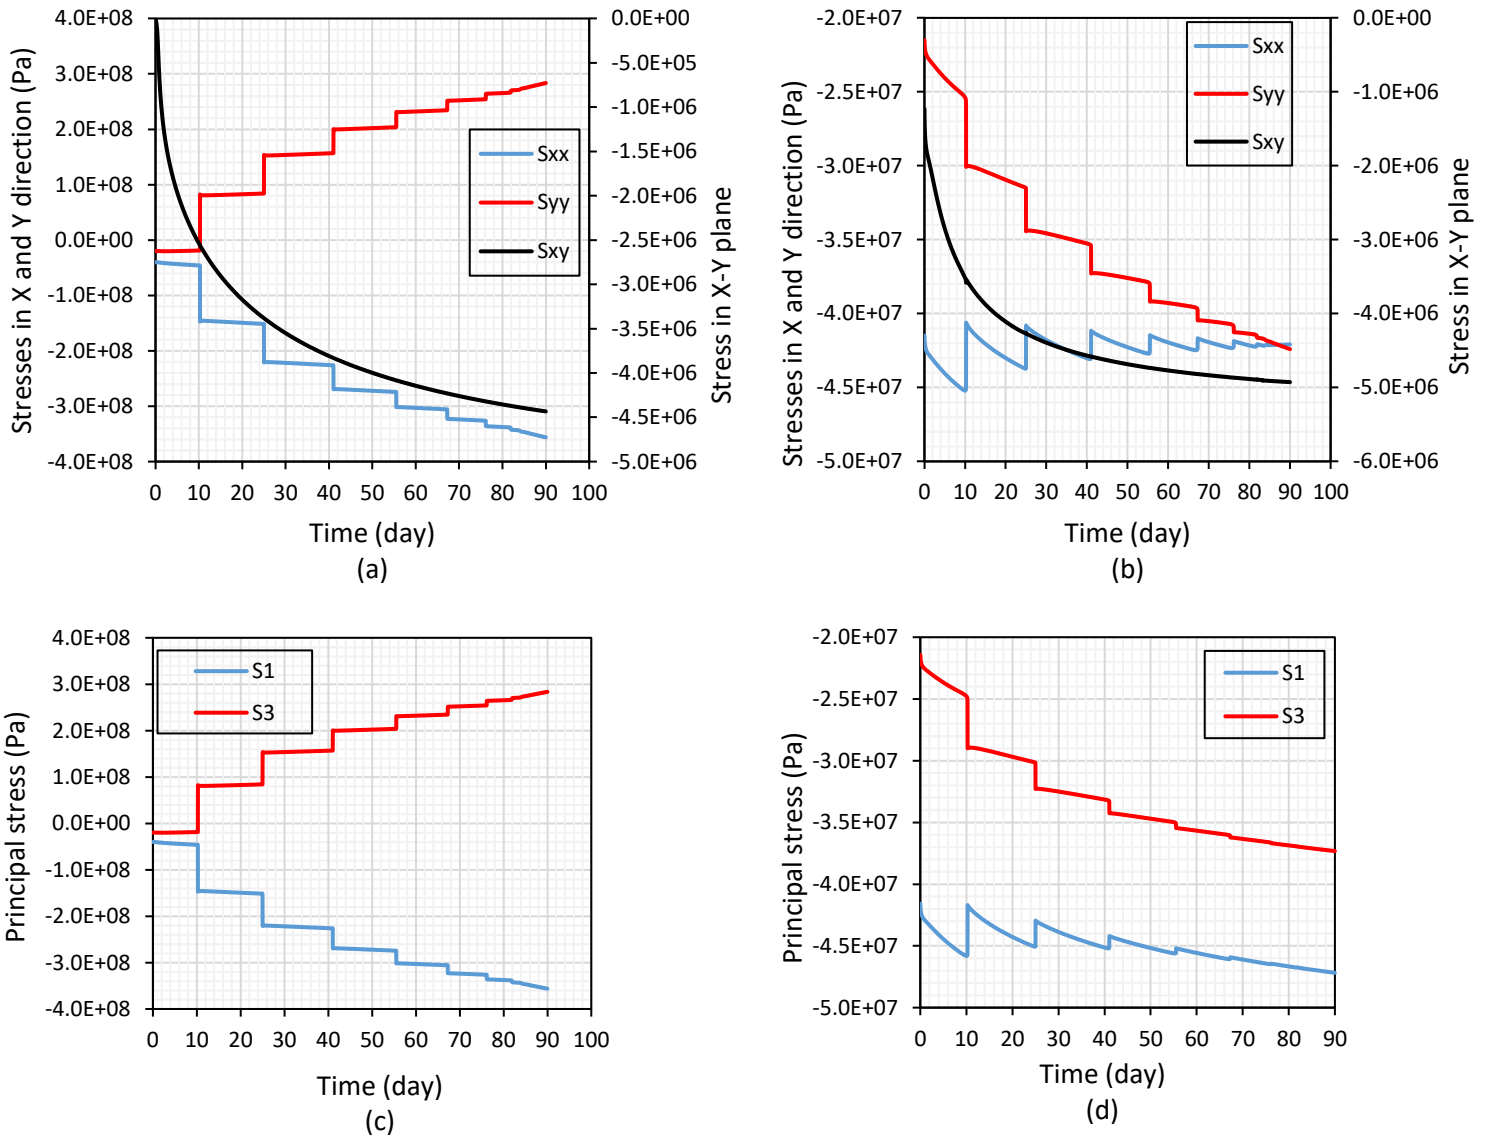 Stresses in X and Y direction (Pa)
4.0E+08
3.0E+08
2.0E+08
1.0E+08
0.0E+00
-1.0E+08
-2.0E+08
-3.0E+08
-4.0E+08
Sxx
Syy
Sxy
0.0E+00
-5.0E+05
-1.0E+06
-1.5E+06
-2.0E+06
-2.5E+06
-3.0E+06
-3.5E+06
-4.0E+06
-4.5E+06
-5.0E+06
Stress in X-Y plane
0 10 20 30 40 50 60 70 80 90 100
Time (day)
(a)
Stresses in X and Y direction (Pa)
-2.0E+07
-2.5E+07
-3.0E+07
-3.5E+07
-4.0E+07
-4.5E+07
-5.0E+07
Sxx
Syy
Sxy
0.0E+00
-1.0E+06
-2.0E+06
-3.0E+06
-4.0E+06
-5.0E+06
-6.0E+06
Stress in X-Y plane
0 10 20 30 40 50 60 70 80 90 100
Time (day)
(b)
Principal stress (Pa)
4.0E+08
3.0E+08
2.0E+08
1.0E+08
0.0E+00
-1.0E+08
-2.0E+08
-3.0E+08
-4.0E+08
S1
S3
0 10 20 30 40 50 60 70 80 90 100
Time (day)
(c)
Principal stress (Pa)
-2.0E+07
-2.5E+07
-3.0E+07
-3.5E+07
-4.0E+07
-4.5E+07
-5.0E+07
S1
S3
0 10 20 30 40 50 60 70 80 90
Time (day)
(d)